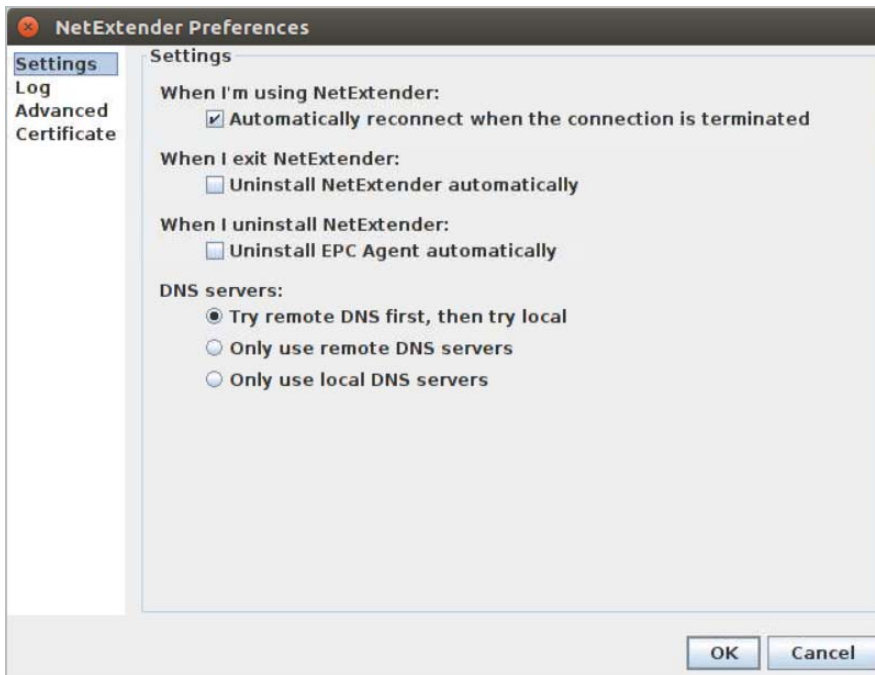 NetExtender Preferences
Settings
Log
Advanced
Certificate
Settings
When I'm using NetExtender:
Automatically reconnect when the connection is terminated
When I exit NetExtender:
Uninstall NetExtender automatically
When I uninstall NetExtender:
Uninstall EPC Agent automatically
DNS servers:
Try remote DNS first, then try local
Only use remote DNS servers
Only use local DNS servers
OK
Cancel